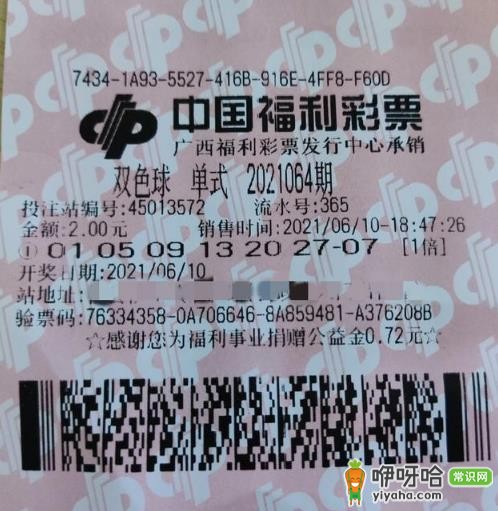 7434-1A93-5527-416B-916E-4FF8-F60D
中国福利彩票
广西福利彩票发行中心承销
双色球 单式 2021064期
投注站编号:45013572 流水号:365
金额:2.00元 销售时间:2021/06/10-18:47:26
① 01 05 09 13 20 27-07 [1倍]
开奖日期:2021/06/10
站地址:
验票码:76334358-0A706646-8A859481-A376208B
☆感谢您为福利事业捐赠公益金0.72元☆
咿呀哈 常识网
yiyaha.com